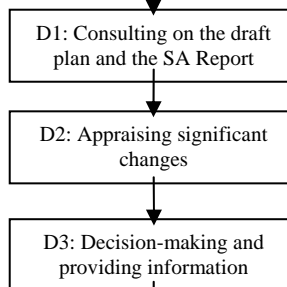 D1: Consulting on the draft
plan and the SA Report
D2: Appraising significant
changes
D3: Decision-making and
providing information